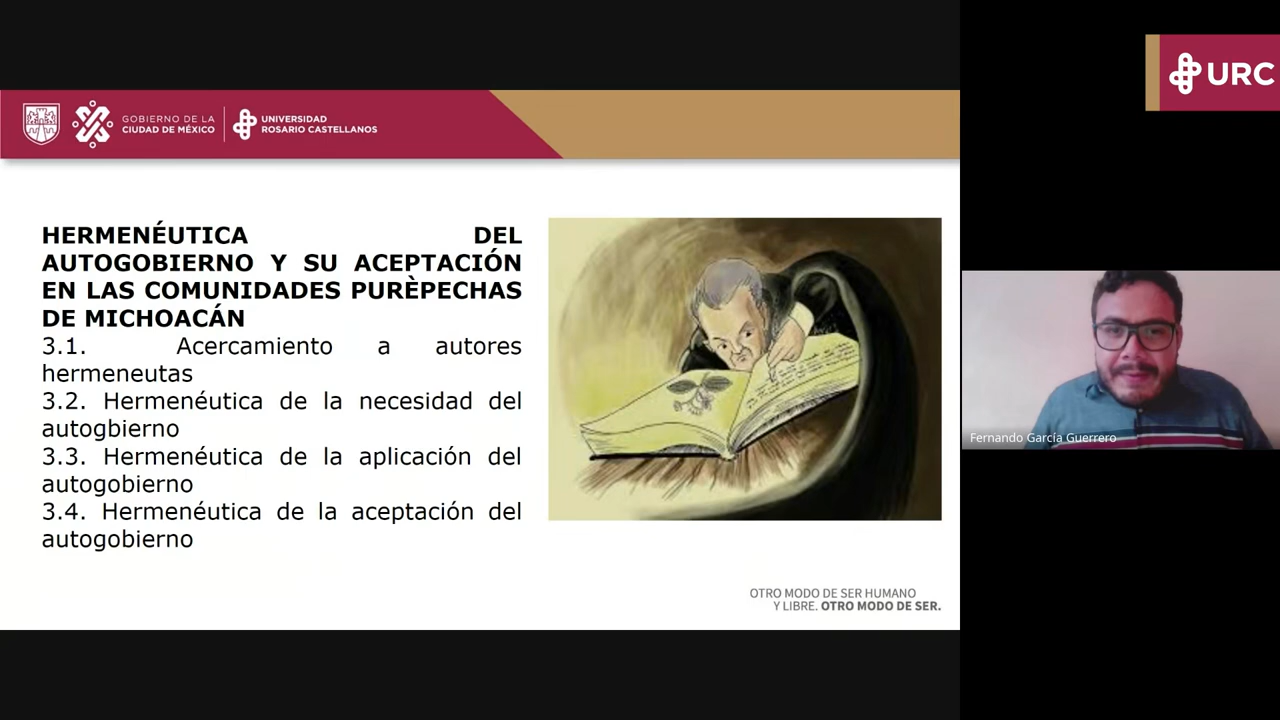 GOBIERNO DE LA
CIUDAD DE MÉXICO
UNIVERSIDAD
ROSARIO CASTELLANOS
URC
HERMENÉUTICA DEL
AUTOGOBIERNO Y SU ACEPTACIÓN
EN LAS COMUNIDADES PURÈPECHAS
DE MICHOACÁN
3.1. Acercamiento a autores
hermeneutas
3.2. Hermenéutica de la necesidad del
autogbierno
3.3. Hermenéutica de la aplicación del
autogobierno
3.4. Hermenéutica de la aceptación del
autogobierno
Fernando García Guerrero
OTRO MODO DE SER HUMANO
Y LIBRE. OTRO MODO DE SER.